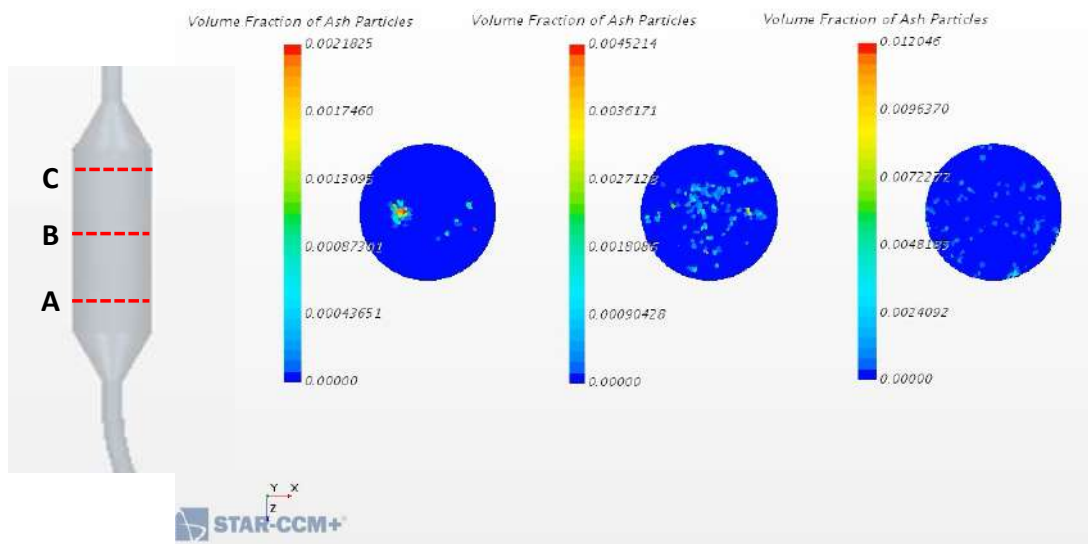 Volume Fraction of Ash Particles
0.0021825
0.0017460
0.0013095
0.00087301
0.00043651
0.00000
Volume Fraction of Ash Particles
0.0045214
0.0036171
0.0027128
0.0018086
0.00090428
0.00000
Volume Fraction of Ash Particles
0.012046
0.0096370
0.0072277
0.0048185
0.0024092
0.00000
C
B
A
Y X
Z
STAR-CCM+®